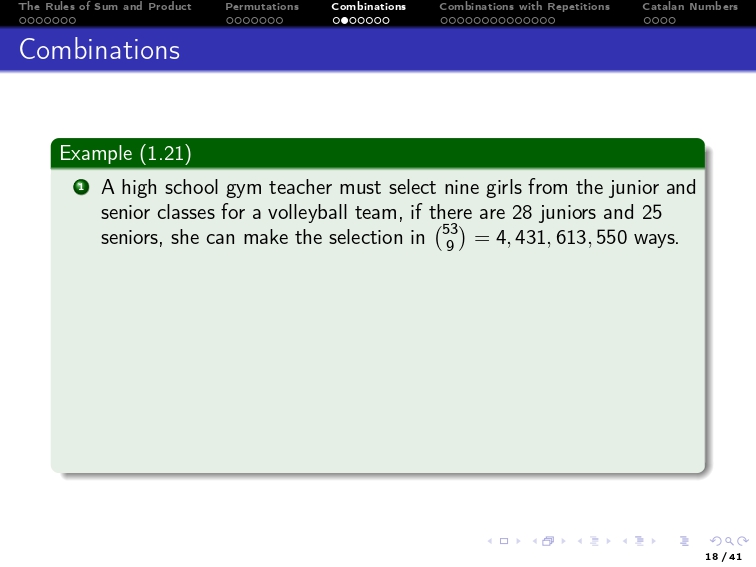 The Rules of Sum and Product Permutations Combinations Combinations with Repetitions Catalan Numbers
Combinations
Example (1.21)
1 A high school gym teacher must select nine girls from the junior and
senior classes for a volleyball team, if there are 28 juniors and 25
seniors, she can make the selection in (53 9) = 4, 431, 613, 550 ways.
18 / 41